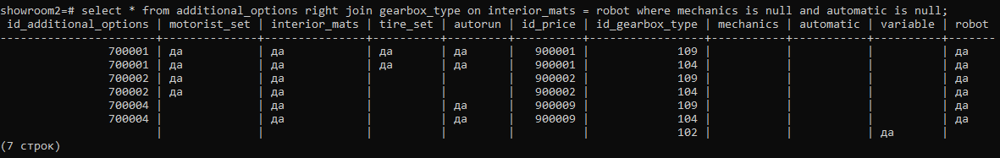 showroom2=# select * from additional_options right join gearbox_type on interior_mats = robot where mechanics is null and automatic is null;
 id_additional_options | motorist_set | interior_mats | tire_set | autorun | id_price | id_gearbox_type | mechanics | automatic | variable | robot
-----------------------+--------------+---------------+----------+---------+----------+-----------------+-----------+-----------+----------+-------
                700001 | да           | да            | да       | да      |   900001 |             109 |           |           |          | да
                700001 | да           | да            | да       | да      |   900001 |             104 |           |           |          | да
                700002 | да           | да            |          |         |   900002 |             109 |           |           |          | да
                700002 | да           | да            |          |         |   900002 |             104 |           |           |          | да
                700004 |              | да            |          | да      |   900009 |             109 |           |           |          | да
                700004 |              | да            |          | да      |   900009 |             104 |           |           |          | да
                       |              |               |          |         |          |             102 |           |           | да       |
(7 строк)